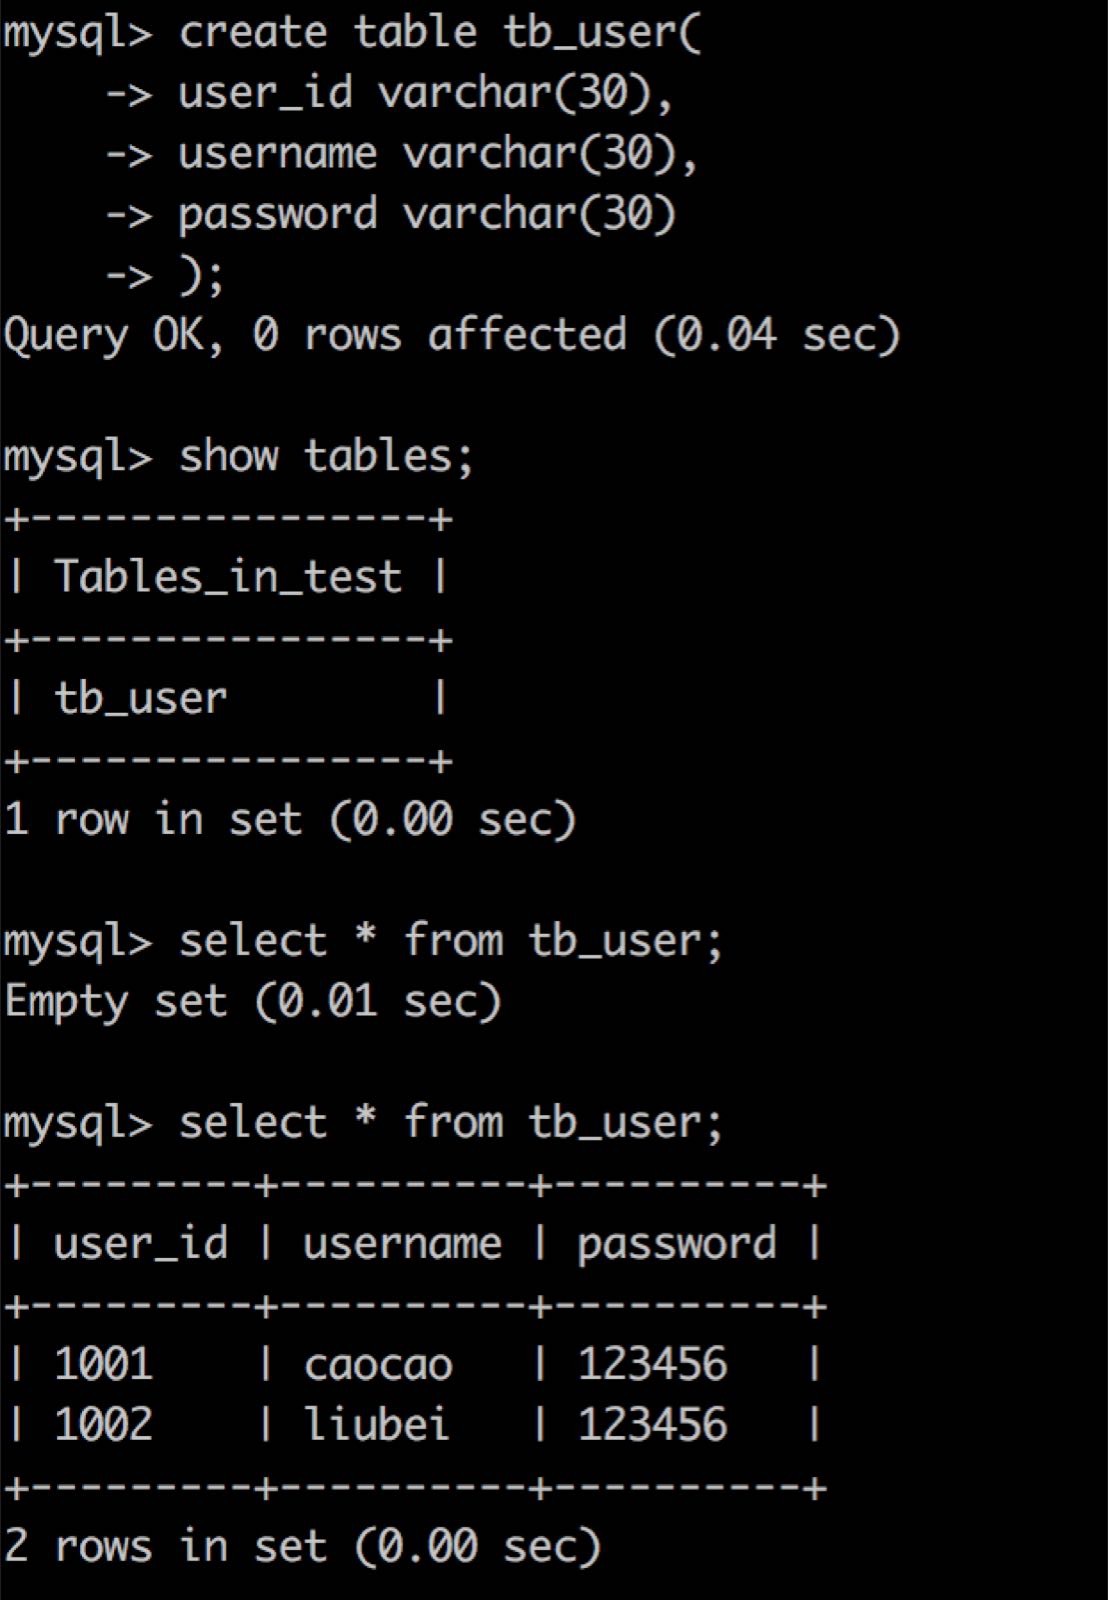 mysql> create table tb_user(
    -> user_id varchar(30),
    -> username varchar(30),
    -> password varchar(30)
    -> );
Query OK, 0 rows affected (0.04 sec)

mysql> show tables;
+----------------+
| Tables_in_test |
+----------------+
| tb_user        |
+----------------+
1 row in set (0.00 sec)

mysql> select * from tb_user;
Empty set (0.01 sec)

mysql> select * from tb_user;
+---------+----------+----------+
| user_id | username | password |
+---------+----------+----------+
| 1001    | caocao   | 123456   |
| 1002    | liubei   | 123456   |
+---------+----------+----------+
2 rows in set (0.00 sec)